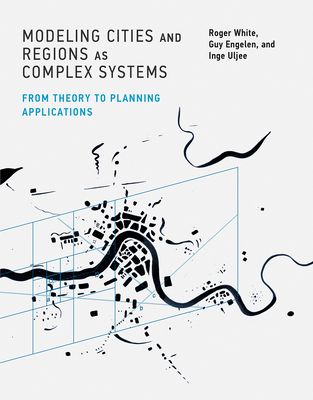 MODELING CITIES AND
REGIONS AS
COMPLEX SYSTEMS
FROM THEORY TO PLANNING
APPLICATIONS
Roger White,
Guy Engelen, and
Inge Uljee